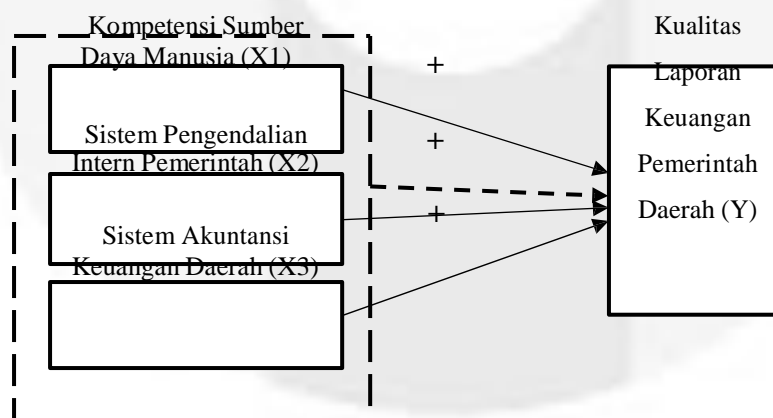 Kompetensi Sumber
Daya Manusia (X1)
+
Sistem Pengendalian
Intern Pemerintah (X2)
+
Sistem Akuntansi
Keuangan Daerah (X3)
+
Kualitas
Laporan
Keuangan
Pemerintah
Daerah (Y)